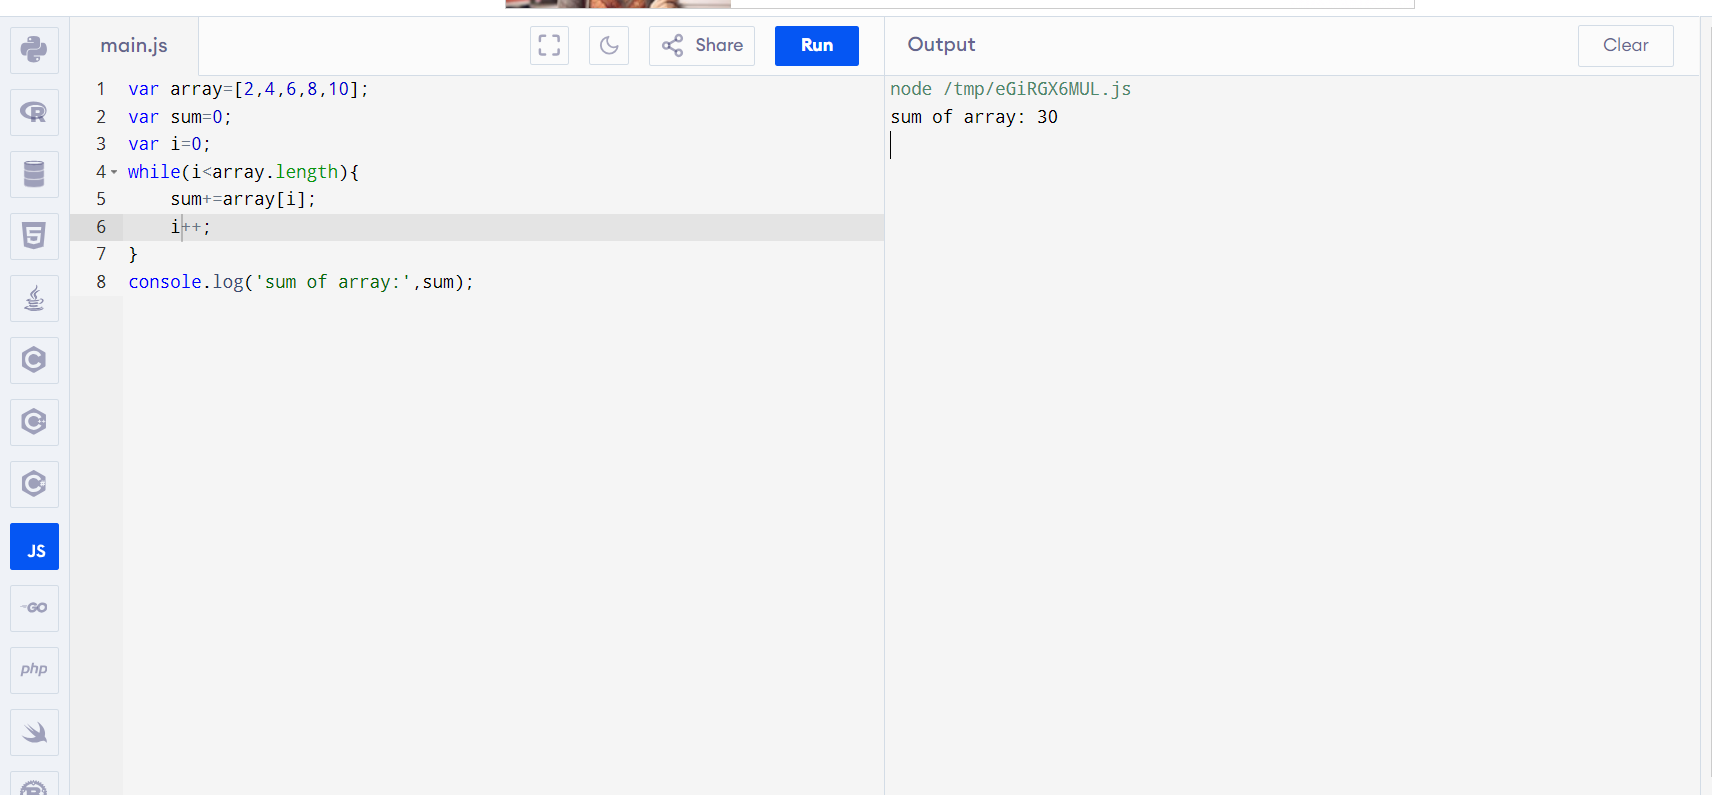 main.js
Share
Run
Output
Clear
1 var array=[2,4,6,8,10];
2 var sum=0;
3 var i=0;
4 while(i<array.length){
5 sum+=array[i];
6 i++;
7 }
8 console.log('sum of array:',sum);
node /tmp/eGiRGX6MUL.js
sum of array: 30
R
5
C
C+
C#
JS
GO
php